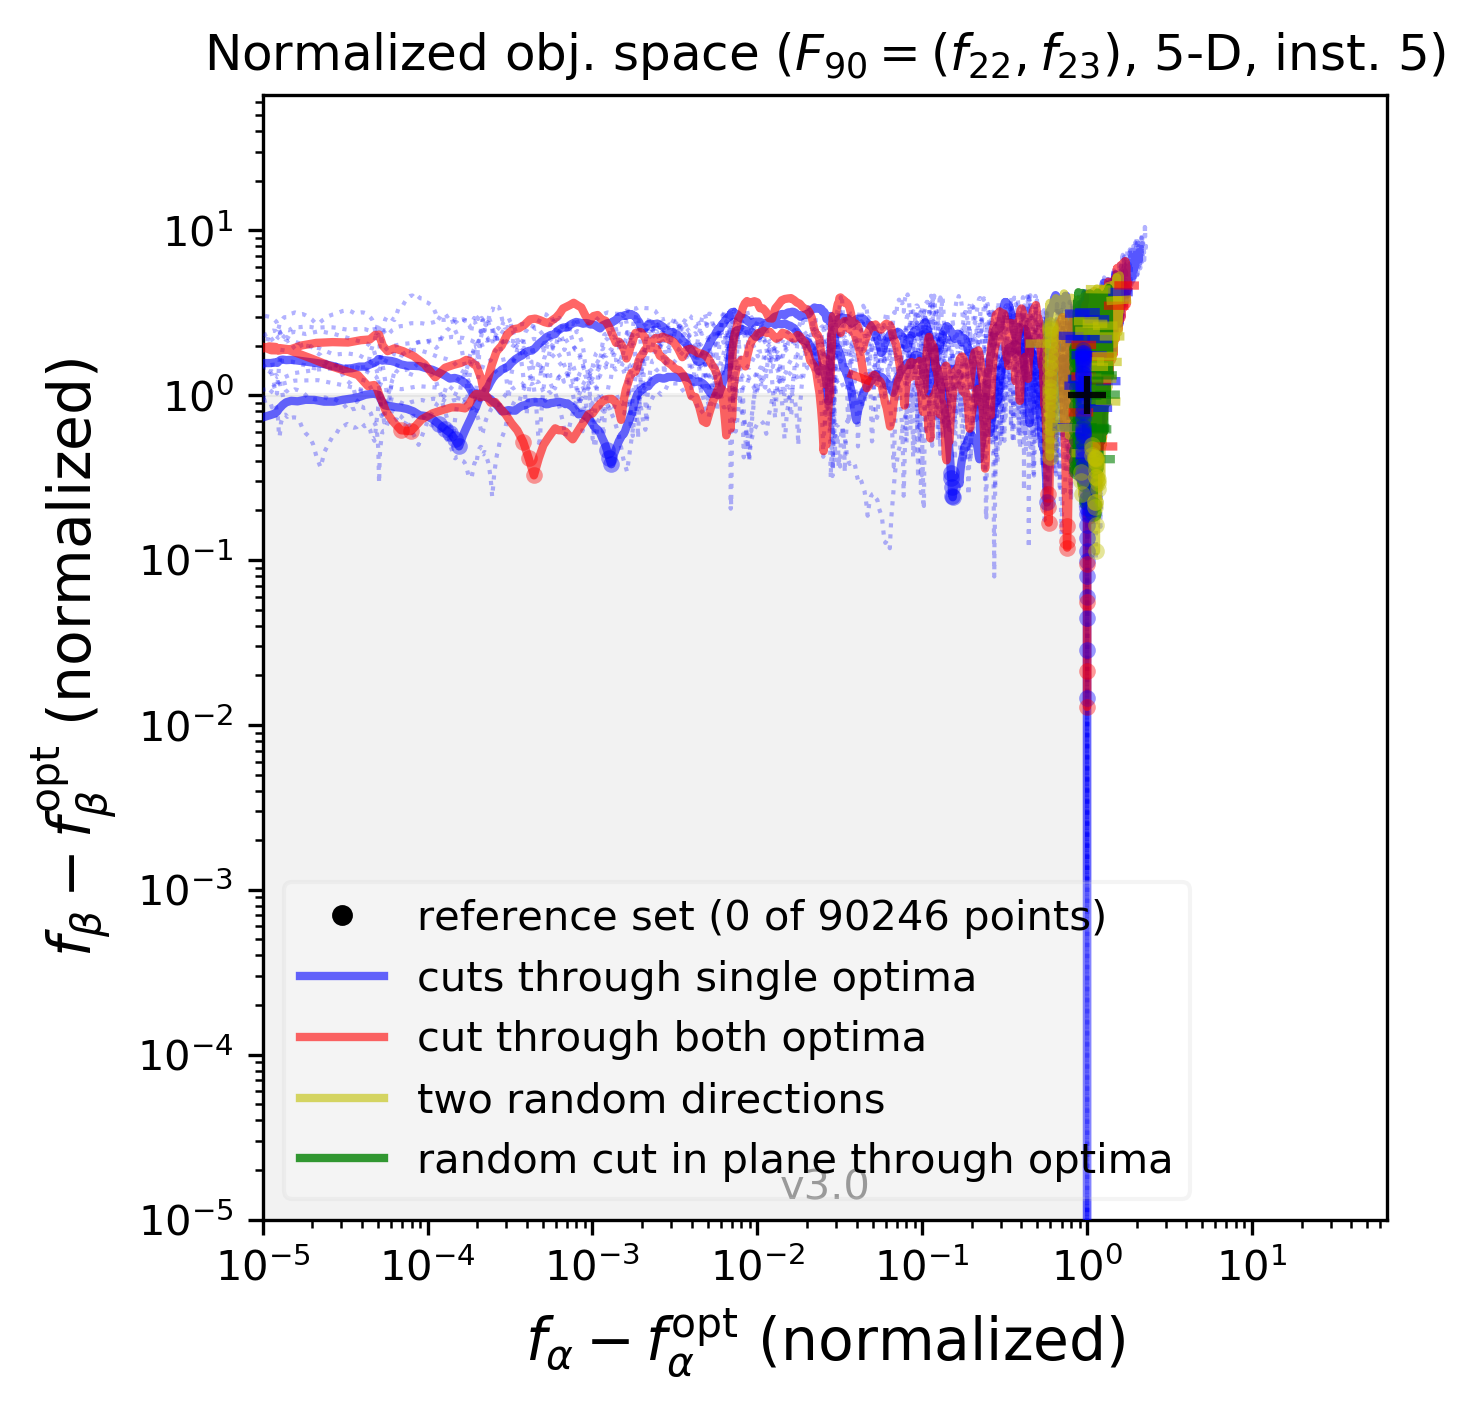 Normalized obj. space (F₉₀ = (f₂₂, f₂₃), 5-D, inst. 5)
f_β − f_β^opt (normalized)
10¹
10⁰
10⁻¹
10⁻²
10⁻³
10⁻⁴
10⁻⁵
reference set (0 of 90246 points)
cuts through single optima
cut through both optima
two random directions
random cut in plane through optima
v3.0
10⁻⁵ 10⁻⁴ 10⁻³ 10⁻² 10⁻¹ 10⁰ 10¹
f_α − f_α^opt (normalized)